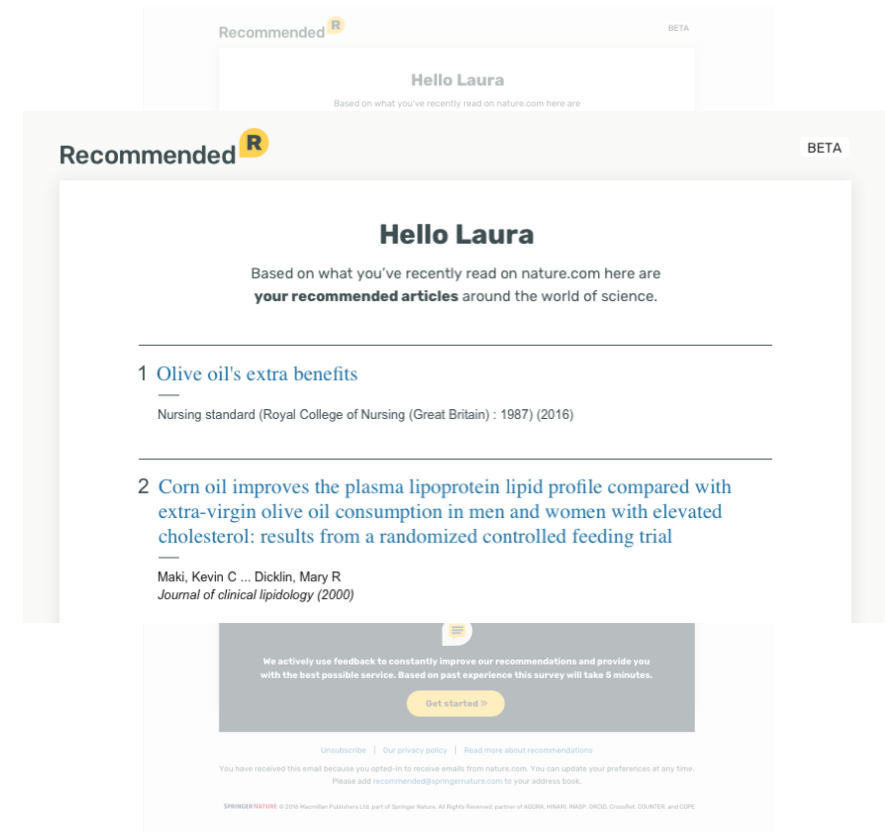 Recommended R
BETA
Hello Laura
Based on what you've recently read on nature.com here are
Recommended R
BETA
Hello Laura
Based on what you've recently read on nature.com here are
your recommended articles around the world of science.
1 Olive oil's extra benefits
Nursing standard (Royal College of Nursing (Great Britain) : 1987) (2016)
2 Corn oil improves the plasma lipoprotein lipid profile compared with
extra-virgin olive oil consumption in men and women with elevated
cholesterol: results from a randomized controlled feeding trial
Maki, Kevin C ... Dicklin, Mary R
Journal of clinical lipidology (2000)
We actively use feedback to constantly improve our recommendations and provide you
with the best possible service. Based on past experience this survey will take 5 minutes.
Get started »
Unsubscribe | Our privacy policy | Read more about recommendations
You have received this email because you opted-in to receive emails from nature.com. You can update your preferences at any time.
Please add recommended@springernature.com to your address book.
SPRINGER NATURE © 2016 Macmillan Publishers Ltd part of Springer Nature. All Rights Reserved. partner of AGORA, HINARI, INASP, ORCID, CrossRef, COUNTER, and COPE